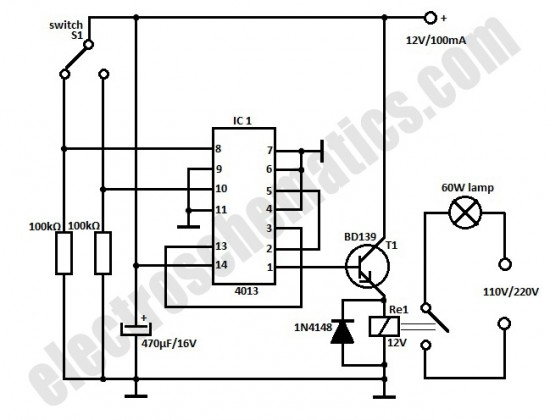 switch
S1
+
12V/100mA
IC 1
8
7
9
6
10
5
11
4
3
13
2
14
1
4013
100kΩ
100kΩ
BD139
T1
60W lamp
110V/220V
+
470μF/16V
1N4148
Re1
12V
electroschematics.com